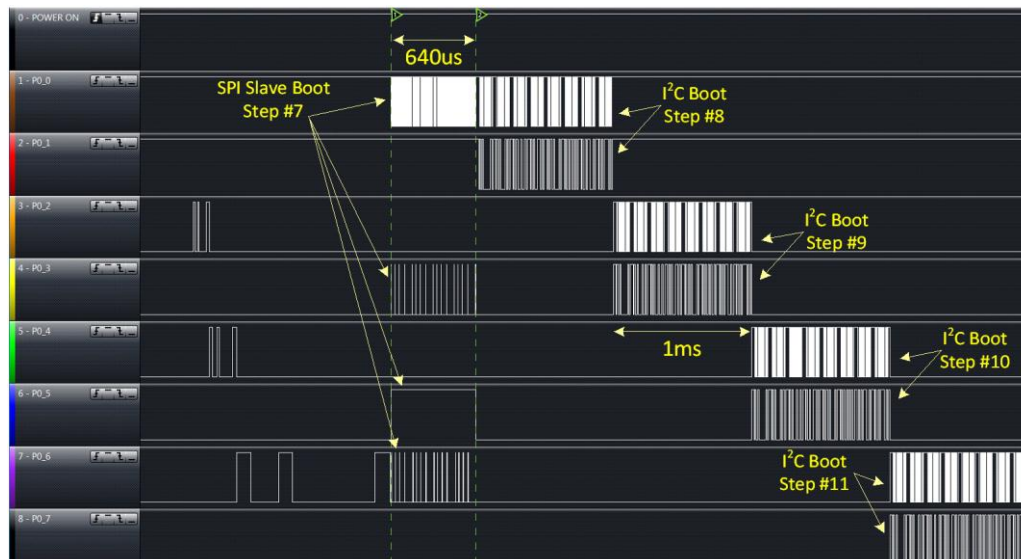 0 - POWER ON
640us
1 - P0_0
SPI Slave Boot
Step #7
I²C Boot
Step #8
2 - P0_1
3 - P0_2
I²C Boot
Step #9
4 - P0_3
5 - P0_4
1ms
I²C Boot
Step #10
6 - P0_5
7 - P0_6
I²C Boot
Step #11
8 - P0_7